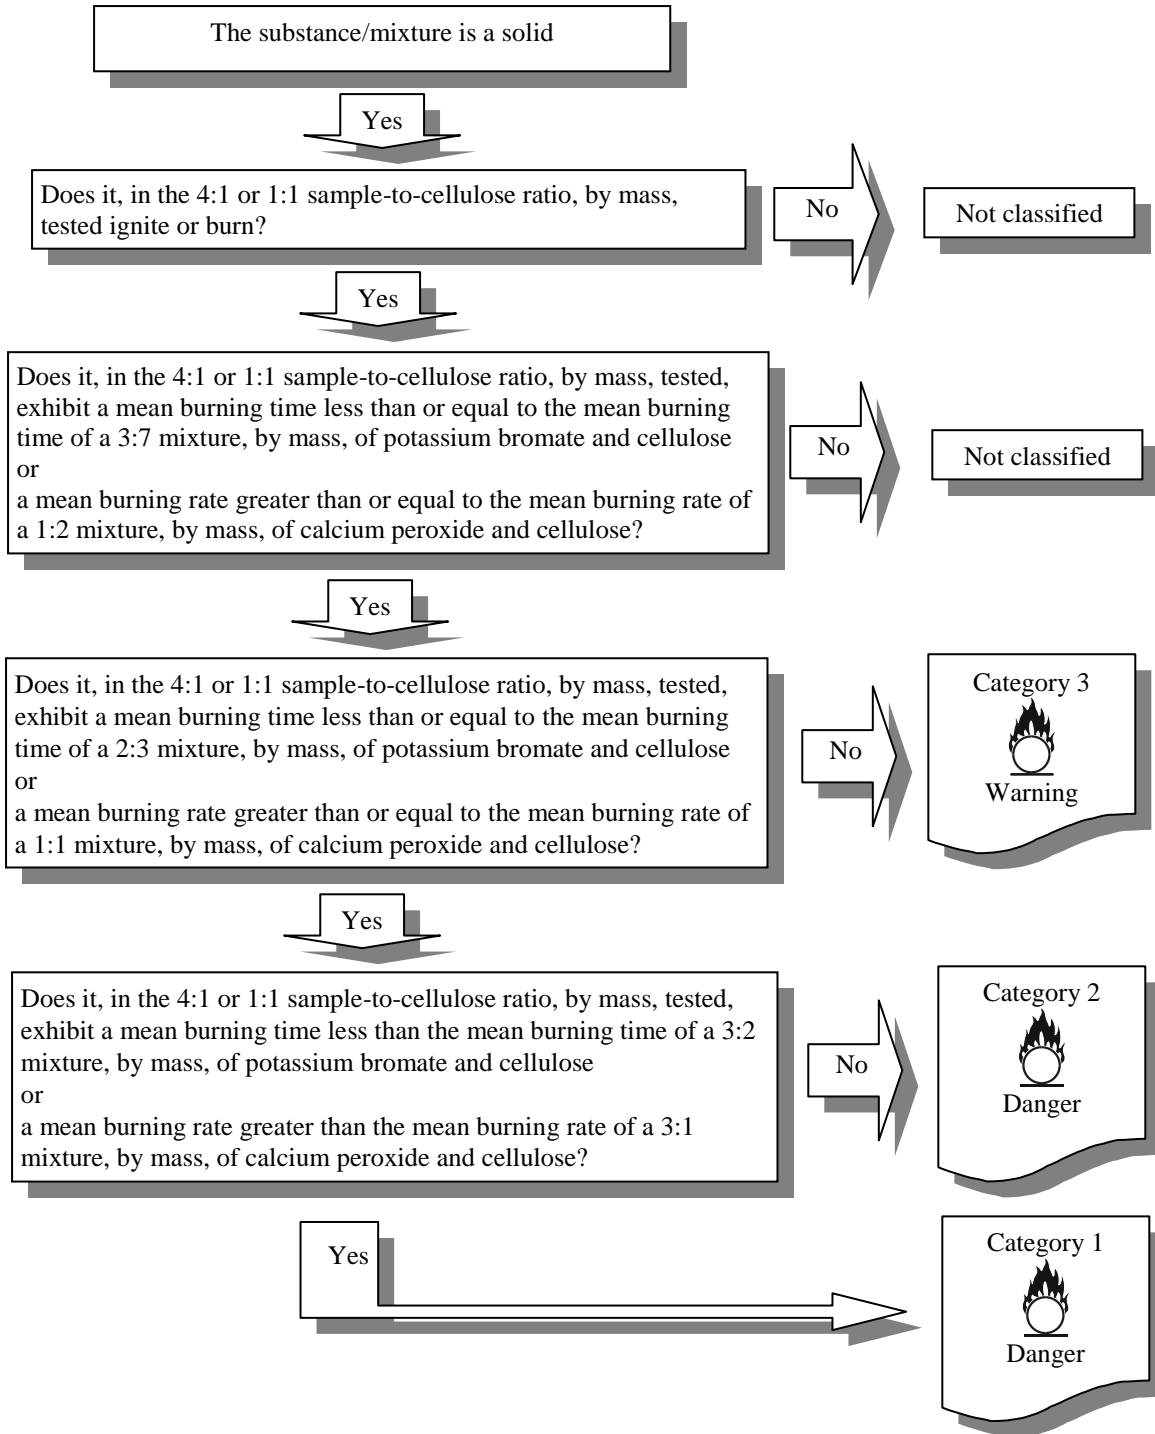 The substance/mixture is a solid
Yes
Does it, in the 4:1 or 1:1 sample-to-cellulose ratio, by mass,
tested ignite or burn?
No
Not classified
Yes
Does it, in the 4:1 or 1:1 sample-to-cellulose ratio, by mass, tested,
exhibit a mean burning time less than or equal to the mean burning
time of a 3:7 mixture, by mass, of potassium bromate and cellulose
or
a mean burning rate greater than or equal to the mean burning rate of
a 1:2 mixture, by mass, of calcium peroxide and cellulose?
No
Not classified
Yes
Does it, in the 4:1 or 1:1 sample-to-cellulose ratio, by mass, tested,
exhibit a mean burning time less than or equal to the mean burning
time of a 2:3 mixture, by mass, of potassium bromate and cellulose
or
a mean burning rate greater than or equal to the mean burning rate of
a 1:1 mixture, by mass, of calcium peroxide and cellulose?
No
Category 3
Warning
Yes
Does it, in the 4:1 or 1:1 sample-to-cellulose ratio, by mass, tested,
exhibit a mean burning time less than the mean burning time of a 3:2
mixture, by mass, of potassium bromate and cellulose
or
a mean burning rate greater than the mean burning rate of a 3:1
mixture, by mass, of calcium peroxide and cellulose?
No
Category 2
Danger
Yes
Category 1
Danger